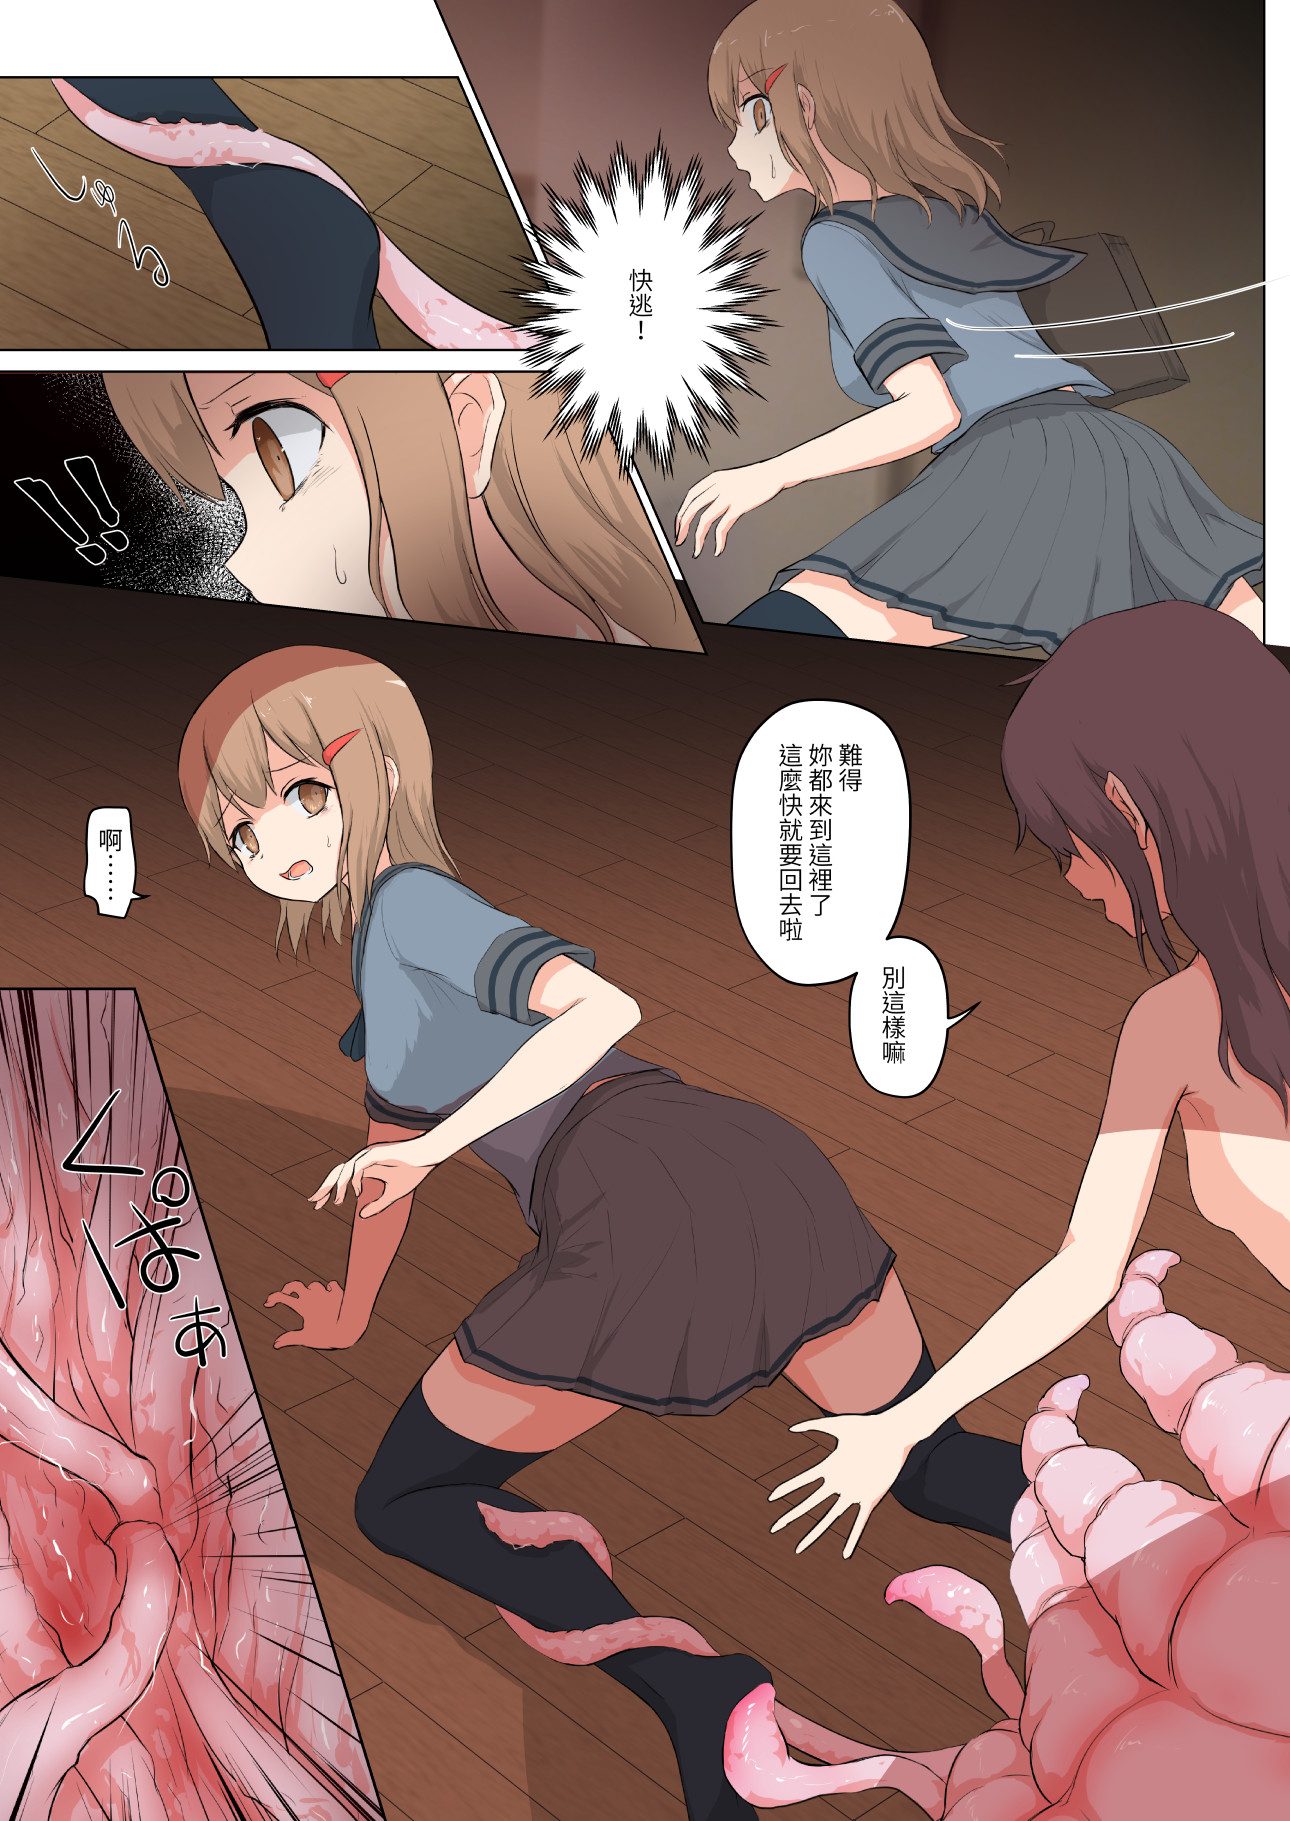 快逃！
しゅる
!!
難得
妳都來到這裡了
這麼快就要回去啦
別這樣嘛
啊……
くぱぁ